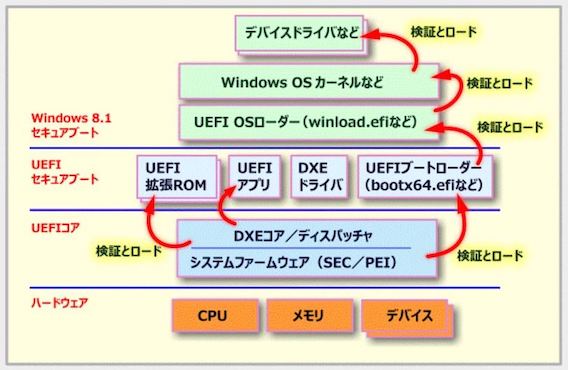 デバイスドライバなど
検証とロード
Windows OS カーネルなど
検証とロード
Windows 8.1
セキュアブート
UEFI OSローダー（winload.efiなど）
検証とロード
UEFI
セキュアブート
UEFI
拡張ROM
UEFI
アプリ
DXE
ドライバ
UEFIブートローダー
（bootx64.efiなど）
UEFIコア
検証とロード
DXEコア／ディスパッチャ
システムファームウェア（SEC／PEI）
検証とロード
ハードウェア
CPU
メモリ
デバイス